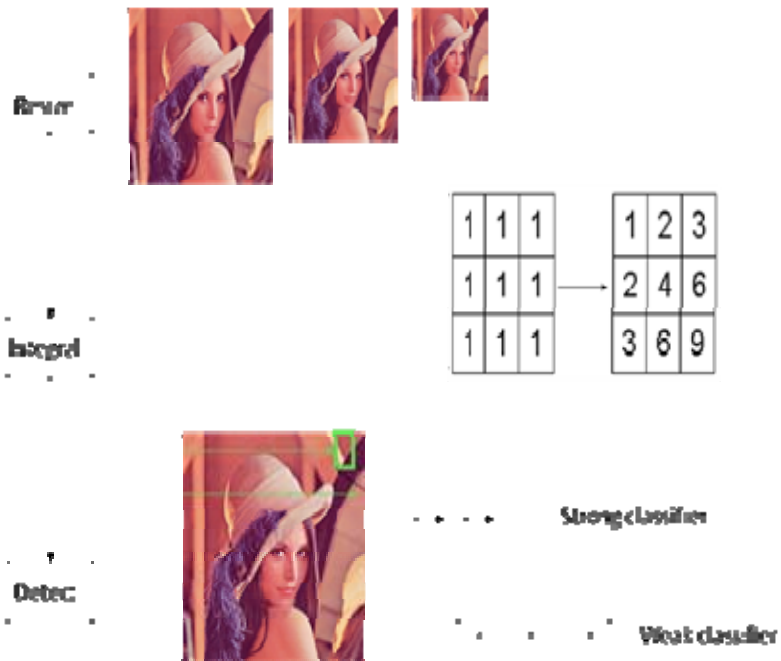 1 1 1 1 2 3
1 1 1 2 4 6
1 1 1 3 6 9
Integral
Strong classifier
Detect
Weak classifier